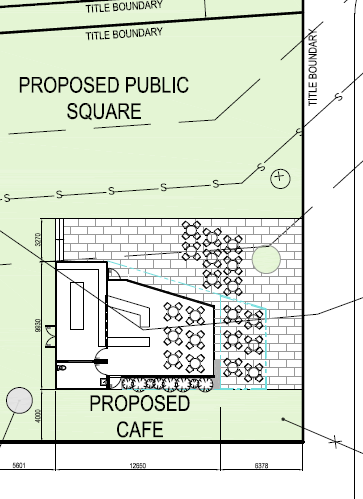 TITLE BOUNDARY
TITLE BOUNDARY
TITLE BOUNDARY
PROPOSED PUBLIC
SQUARE
S
S
S
S
S
S
S
3270
9930
4000
PROPOSED
CAFE
5601
12650
6378